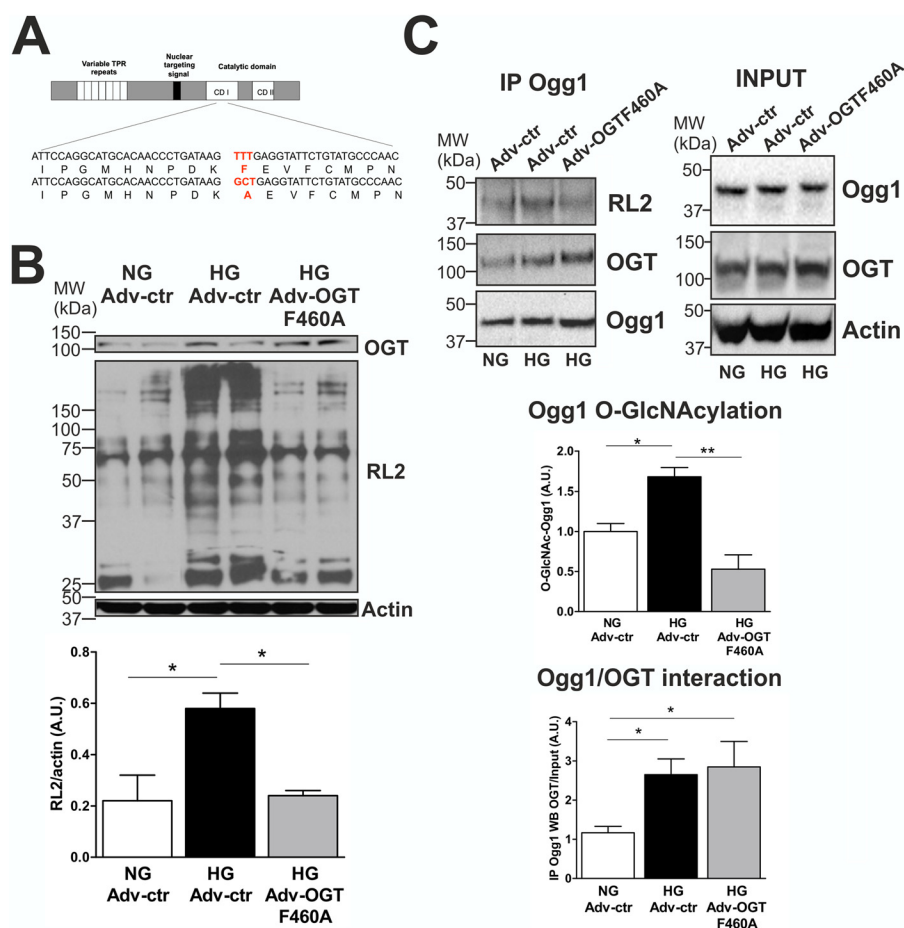 A
Variable TPR
repeats
Nuclear
targeting
signal
Catalytic domain
CD I
CD II
ATTCCAGGCATGCACAACCCTGATAAG TTTGAGGTATTCTGTATGCCCAAC
I P G M H N P D K F E V F C M P N
ATTCCAGGCATGCACAACCCTGATAAG GCTGAGGTATTCTGTATGCCCAAC
I P G M H N P D K A E V F C M P N
B
MW
(kDa)
NG
Adv-ctr
HG
Adv-ctr
HG
Adv-OGT
F460A
150
100
OGT
150
100
75
50
37
25
RL2
50
37
Actin
RL2/actin (A.U.)
0.8
0.6
0.4
0.2
0.0
*
*
NG
Adv-ctr
HG
Adv-ctr
HG
Adv-OGT
F460A
C
IP Ogg1
MW
(kDa)
Adv-ctr
Adv-ctr
Adv-OGTF460A
50
37
RL2
150
100
OGT
50
37
Ogg1
NG HG HG
INPUT
MW
(kDa)
Adv-ctr
Adv-ctr
Adv-OGTF460A
50
37
Ogg1
150
100
OGT
50
37
Actin
NG HG HG
Ogg1 O-GlcNAcylation
O-GlcNAc-Ogg1 (A.U.)
2.0
1.5
1.0
0.5
0.0
*
**
NG
Adv-ctr
HG
Adv-ctr
HG
Adv-OGT
F460A
Ogg1/OGT interaction
IP Ogg1 WB OGT/Input (A.U.)
4
3
2
1
0
*
*
NG
Adv-ctr
HG
Adv-ctr
HG
Adv-OGT
F460A